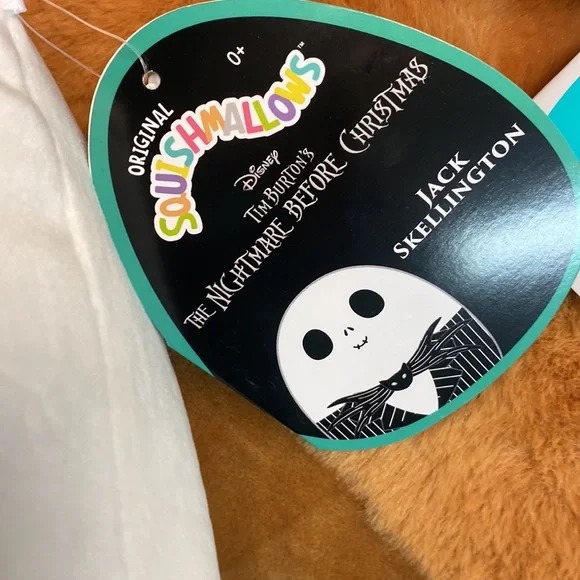 0+
ORIGINAL
SQUISHMALLOWS
Disney
TIM BURTON'S
THE NIGHTMARE BEFORE CHRISTMAS
JACK
SKELLINGTON